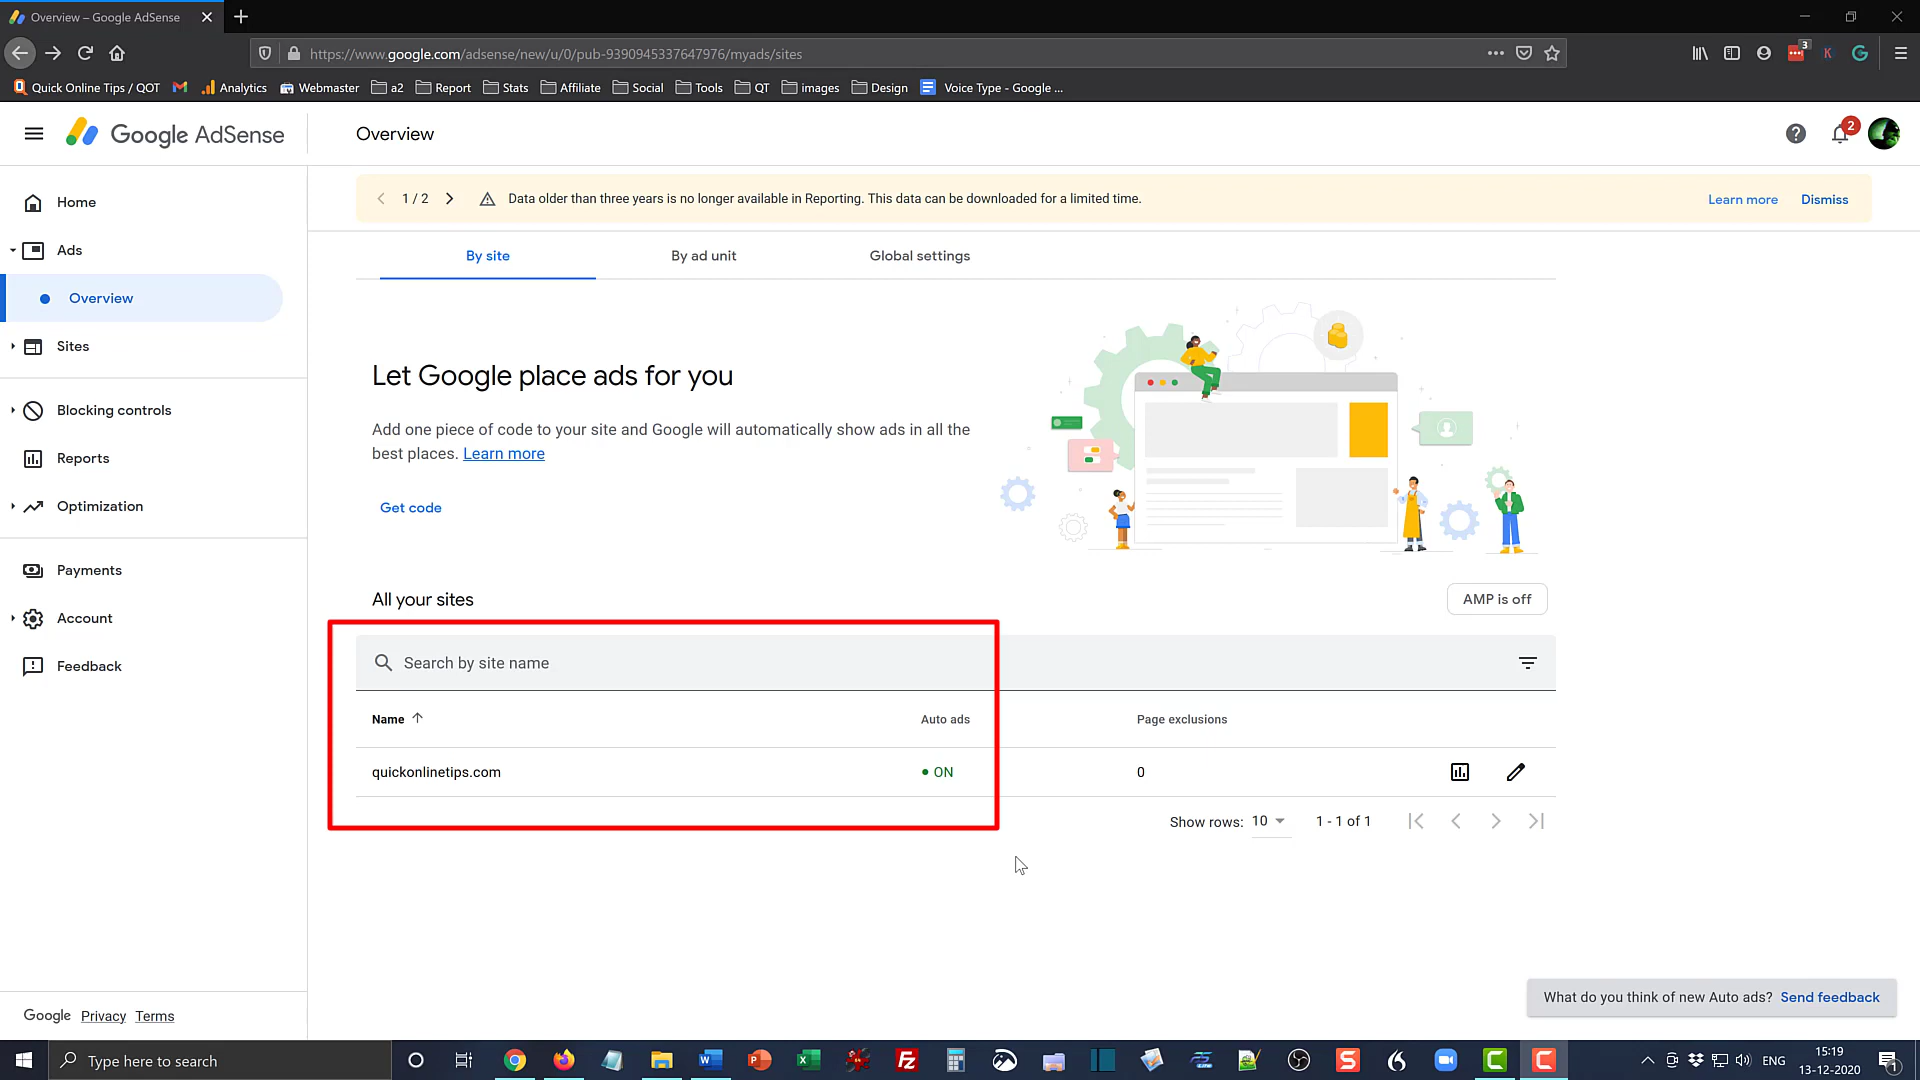 Overview – Google AdSense
https://www.google.com/adsense/new/u/0/pub-9390945337647976/myads/sites
3
K
G
Quick Online Tips / QOT
Analytics
Webmaster
a2
Report
Stats
Affiliate
Social
Tools
QT
images
Design
Voice Type - Google ...
Google AdSense
Overview
2
Home
Ads
Overview
Sites
Blocking controls
Reports
Optimization
Payments
Account
Feedback
Google Privacy Terms
1 / 2
Data older than three years is no longer available in Reporting. This data can be downloaded for a limited time.
Learn more
Dismiss
By site
By ad unit
Global settings
Let Google place ads for you
Add one piece of code to your site and Google will automatically show ads in all the
best places. Learn more
Get code
All your sites
AMP is off
Search by site name
Name
Auto ads
Page exclusions
quickonlinetips.com
ON
0
Show rows: 10
1 - 1 of 1
What do you think of new Auto ads? Send feedback
Type here to search
ENG
15:19
13-12-2020
1